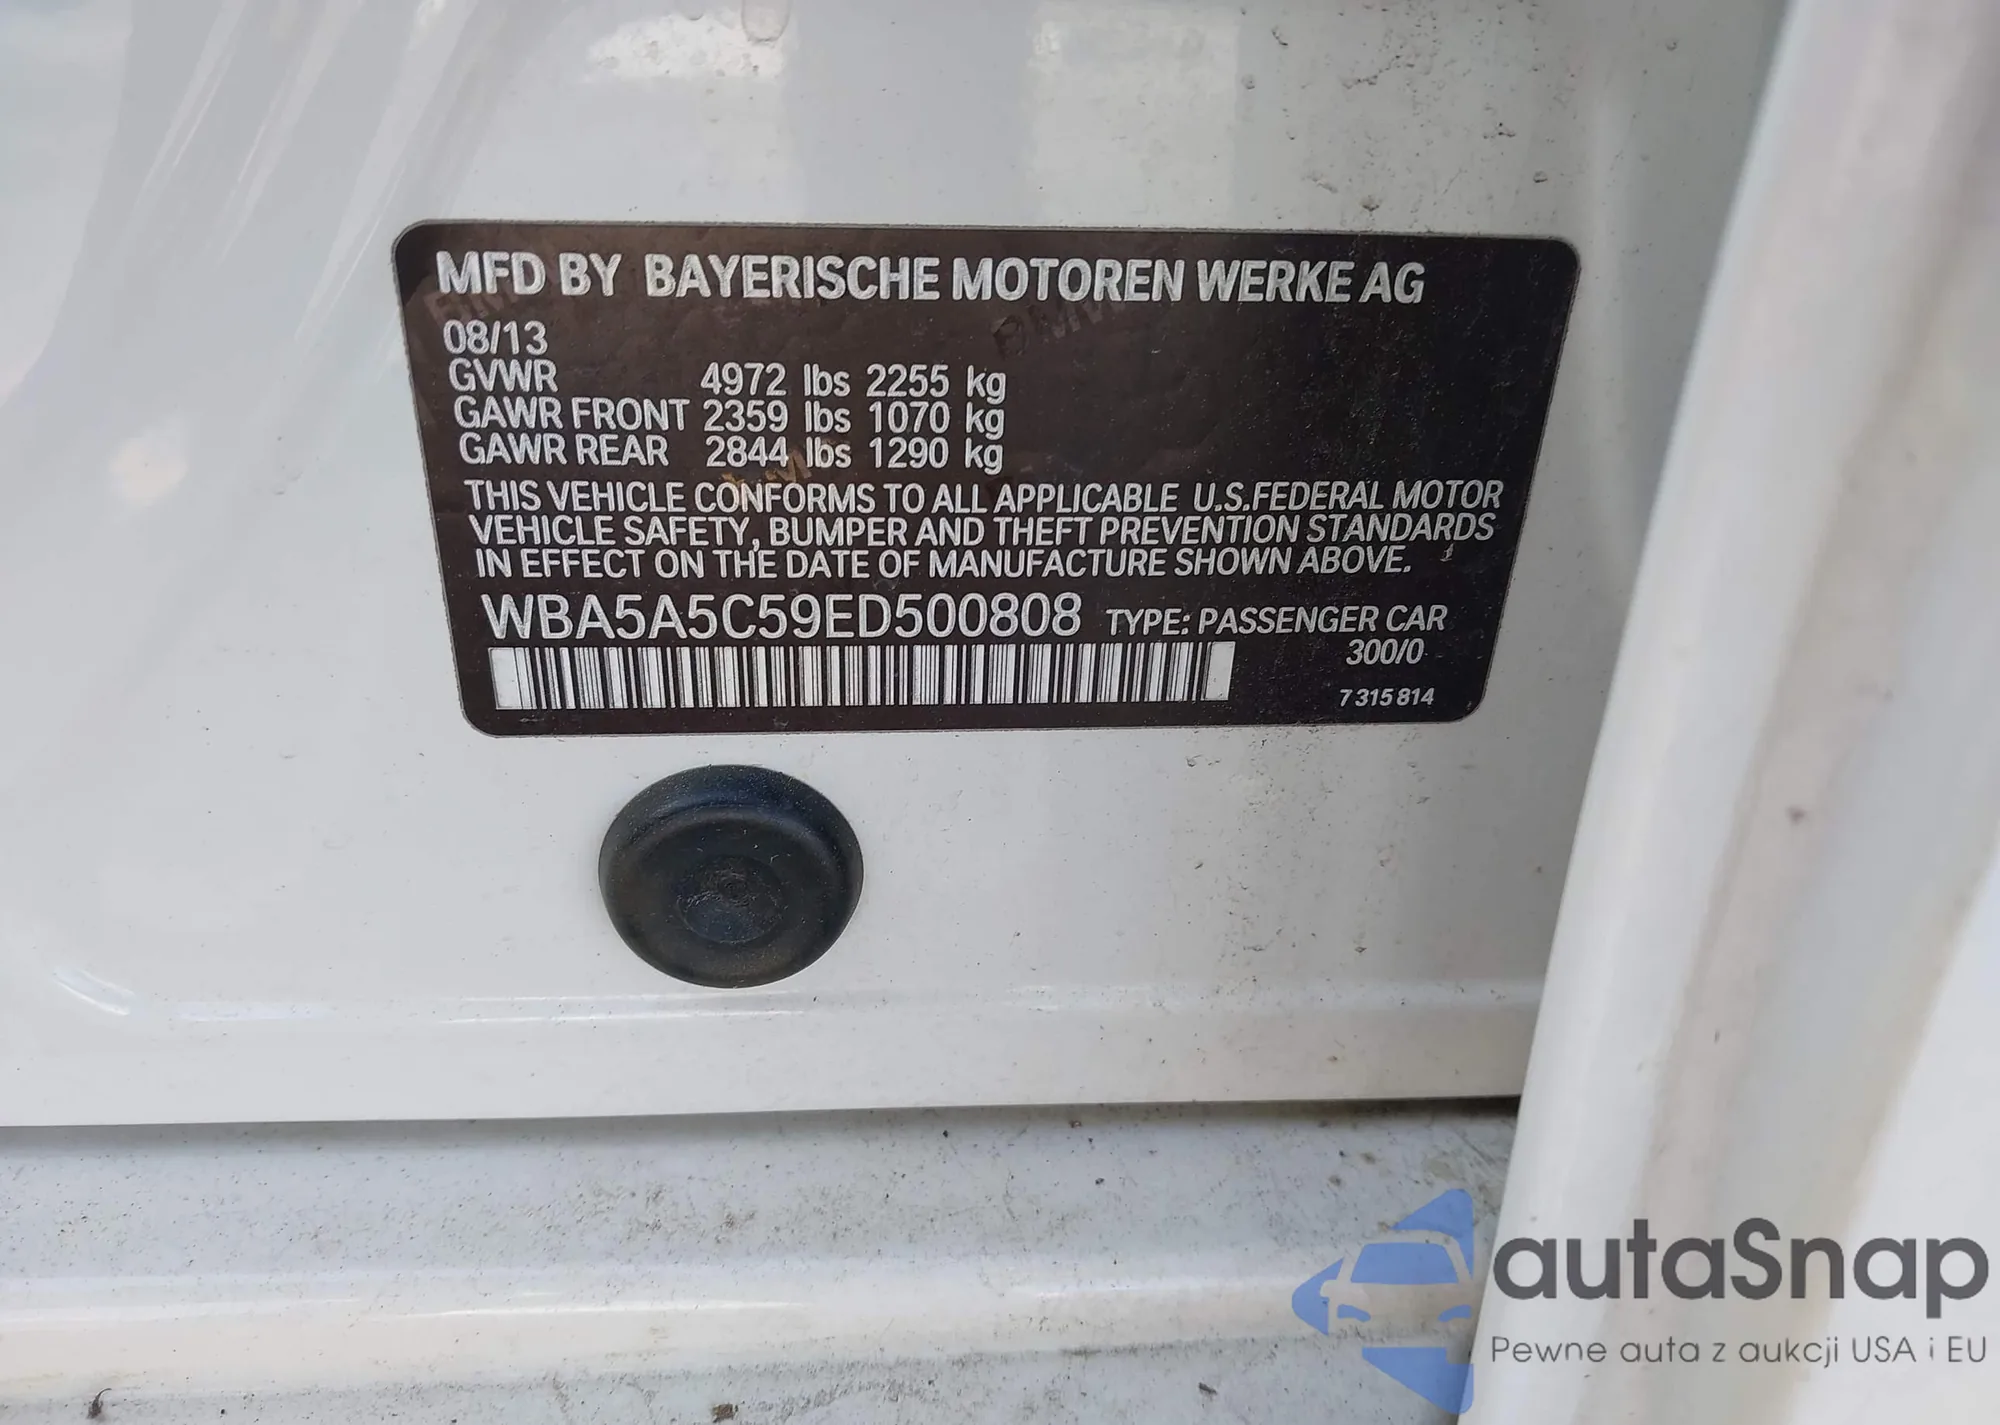 MFD BY BAYERISCHE MOTOREN WERKE AG
08/13
GVWR 4972 lbs 2255 kg
GAWR FRONT 2359 lbs 1070 kg
GAWR REAR 2844 lbs 1290 kg
THIS VEHICLE CONFORMS TO ALL APPLICABLE U.S.FEDERAL MOTOR
VEHICLE SAFETY, BUMPER AND THEFT PREVENTION STANDARDS
IN EFFECT ON THE DATE OF MANUFACTURE SHOWN ABOVE.
WBA5A5C59ED500808 TYPE: PASSENGER CAR
300/0
7315814
autaSnap
Pewne auta z aukcji USA i EU